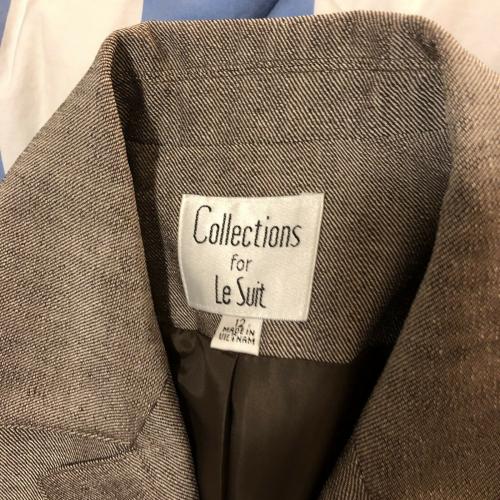 Collections
for
Le Suit
12
MADE IN
VIETNAM